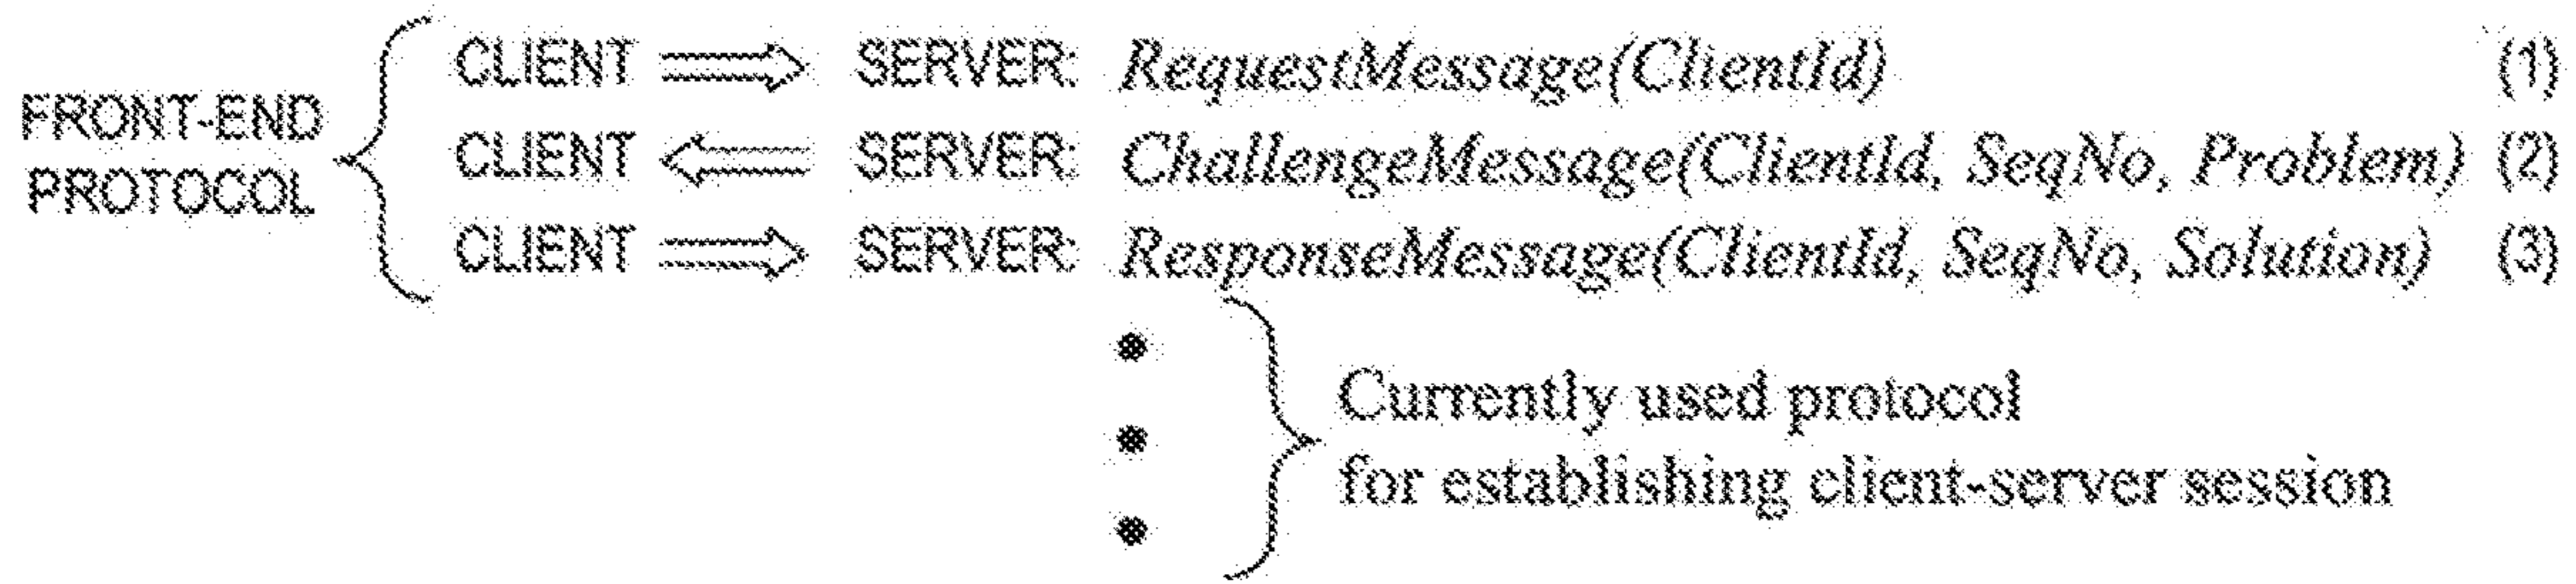 FRONT-END
PROTOCOL
CLIENT ⟹ SERVER: RequestMessage(ClientId) (1)
CLIENT ⟸ SERVER: ChallengeMessage(ClientId, SeqNo, Problem) (2)
CLIENT ⟹ SERVER: ResponseMessage(ClientId, SeqNo, Solution) (3)
Currently used protocol
for establishing client-server session